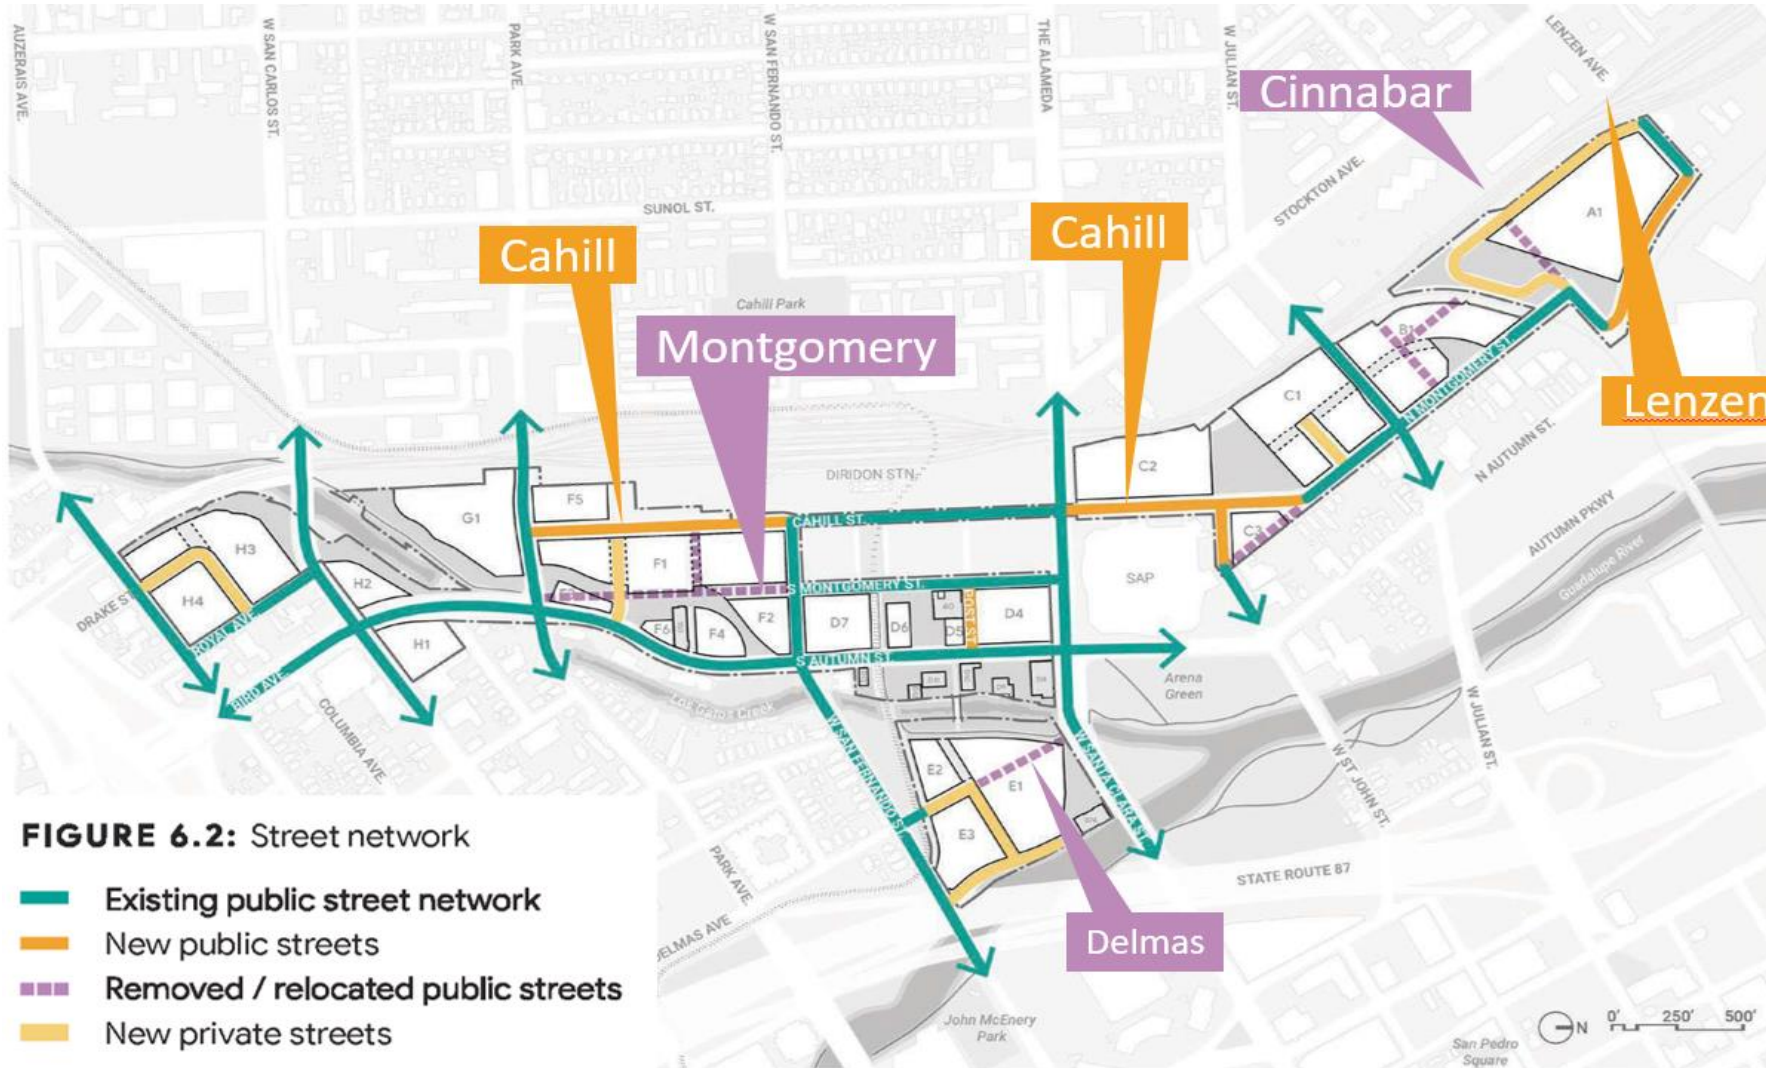 AUZERAIS AVE.
W SAN CARLOS ST.
PARK AVE.
W SAN FERNANDO ST.
THE ALAMEDA
W JULIAN ST.
LENZEN AVE.
Cinnabar
STOCKTON AVE.
SUNOL ST.
A1
Cahill
Cahill
Cahill Park
Montgomery
B1
N MONTGOMERY ST.
C1
Lenzen
N AUTUMN ST.
C2
DIRIDON STN.
G1
F5
CAHILL ST.
C3
AUTUMN PKWY
Guadalupe River
H3
H2
H4
F1
S MONTGOMERY ST.
SAP
DRAKE ST.
ROYAL AVE.
H1
F6
F4
F2
D7
D6
40
D5
POST ST.
D4
S AUTUMN ST.
BIRD AVE.
Los Gatos Creek
Arena
Green
COLUMBIA AVE.
W SAN FERNANDO ST.
W SANTA CLARA ST.
W ST JOHN ST.
W JULIAN ST.
E2
E1
E3
FIGURE 6.2: Street network
Existing public street network
New public streets
Removed / relocated public streets
New private streets
PARK AVE.
DELMAS AVE
STATE ROUTE 87
Delmas
John McEnery
Park
N
0' 250' 500'
San Pedro
Square